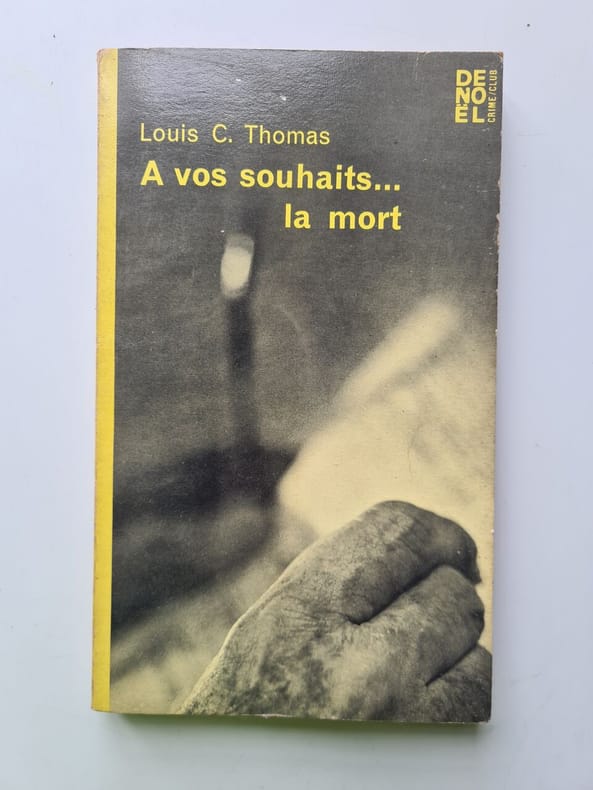 DE
NO
ËL
CRIME/CLUB
Louis C. Thomas
A vos souhaits...
la mort